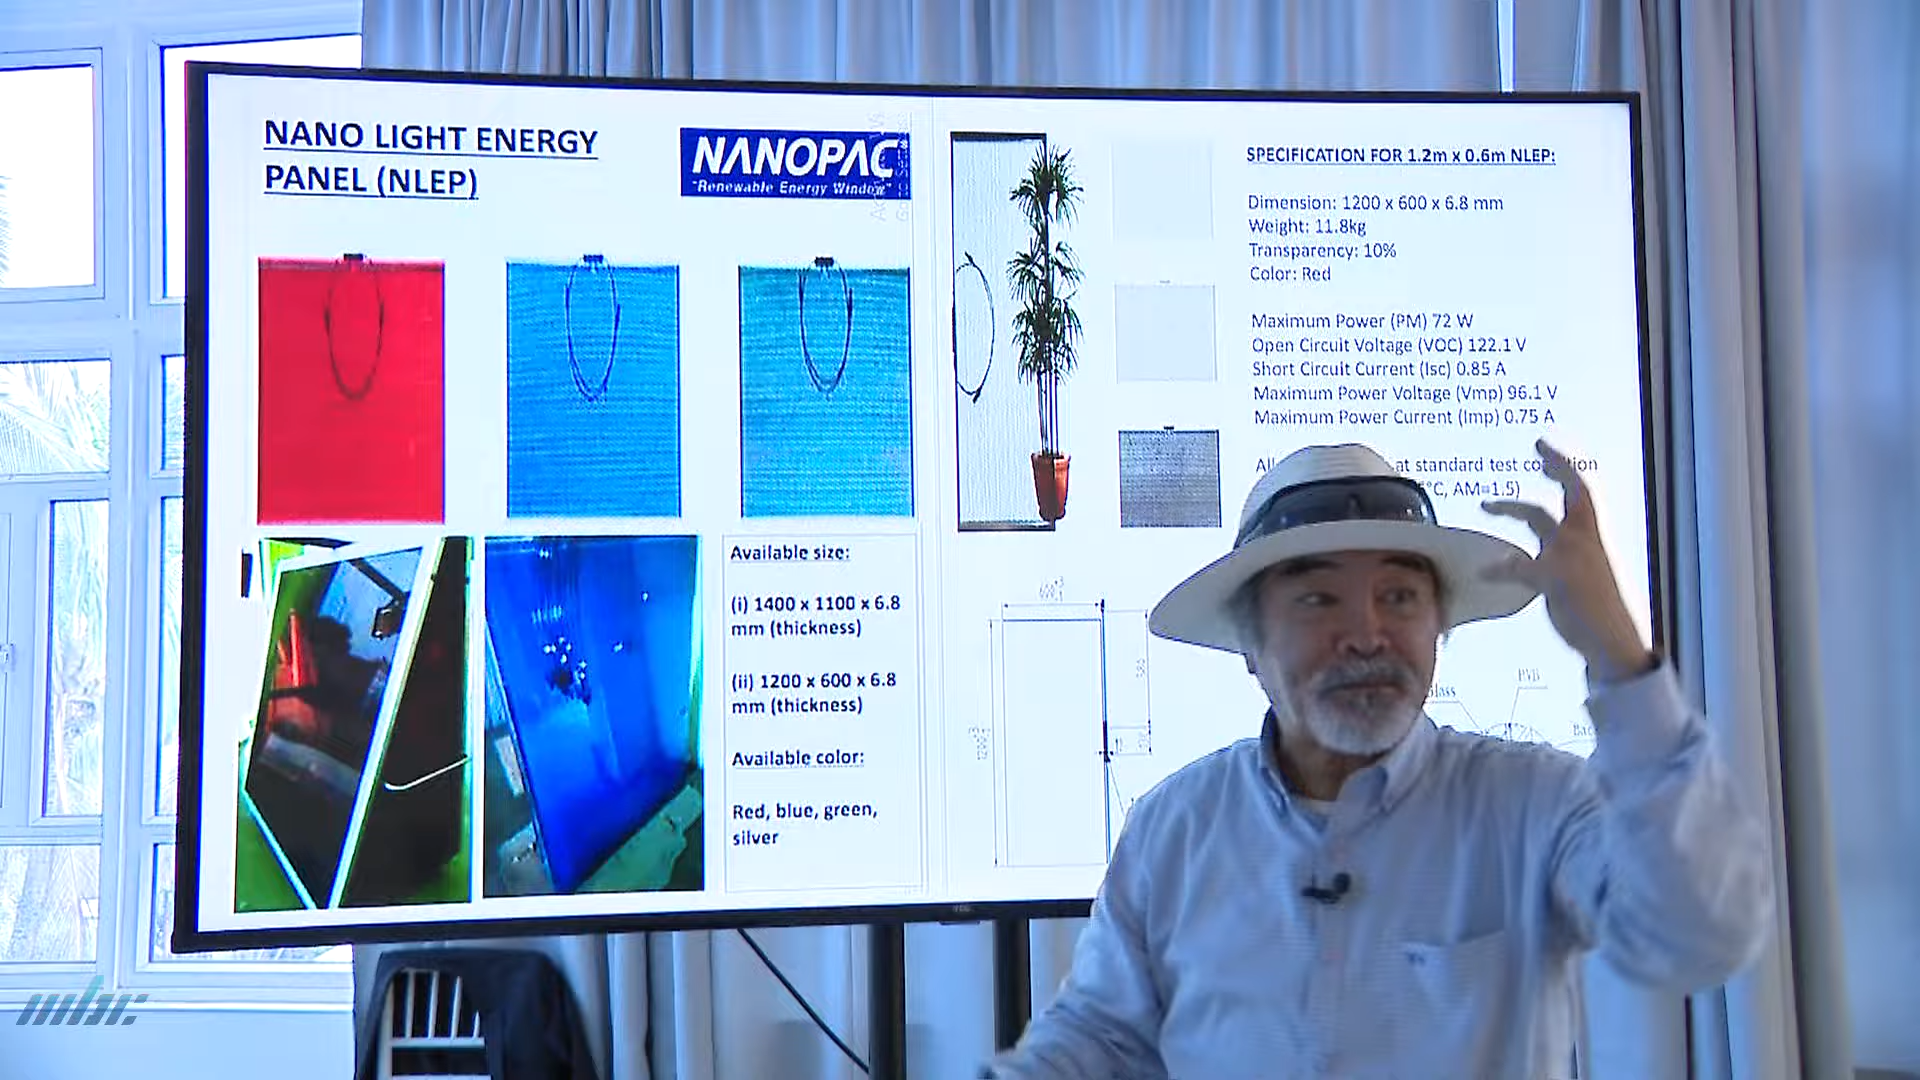 NANO LIGHT ENERGY
PANEL (NLEP)
NANOPAC
"Renewable Energy Window"
Available size:
(i) 1400 x 1100 x 6.8
mm (thickness)
(ii) 1200 x 600 x 6.8
mm (thickness)
Available color:
Red, blue, green,
silver
SPECIFICATION FOR 1.2m x 0.6m NLEP:
Dimension: 1200 x 600 x 6.8 mm
Weight: 11.8kg
Transparency: 10%
Color: Red
Maximum Power (PM) 72 W
Open Circuit Voltage (VOC) 122.1 V
Short Circuit Current (Isc) 0.85 A
Maximum Power Voltage (Vmp) 96.1 V
Maximum Power Current (Imp) 0.75 A
at standard test
°C, AM=1.5)
PVB
mbr